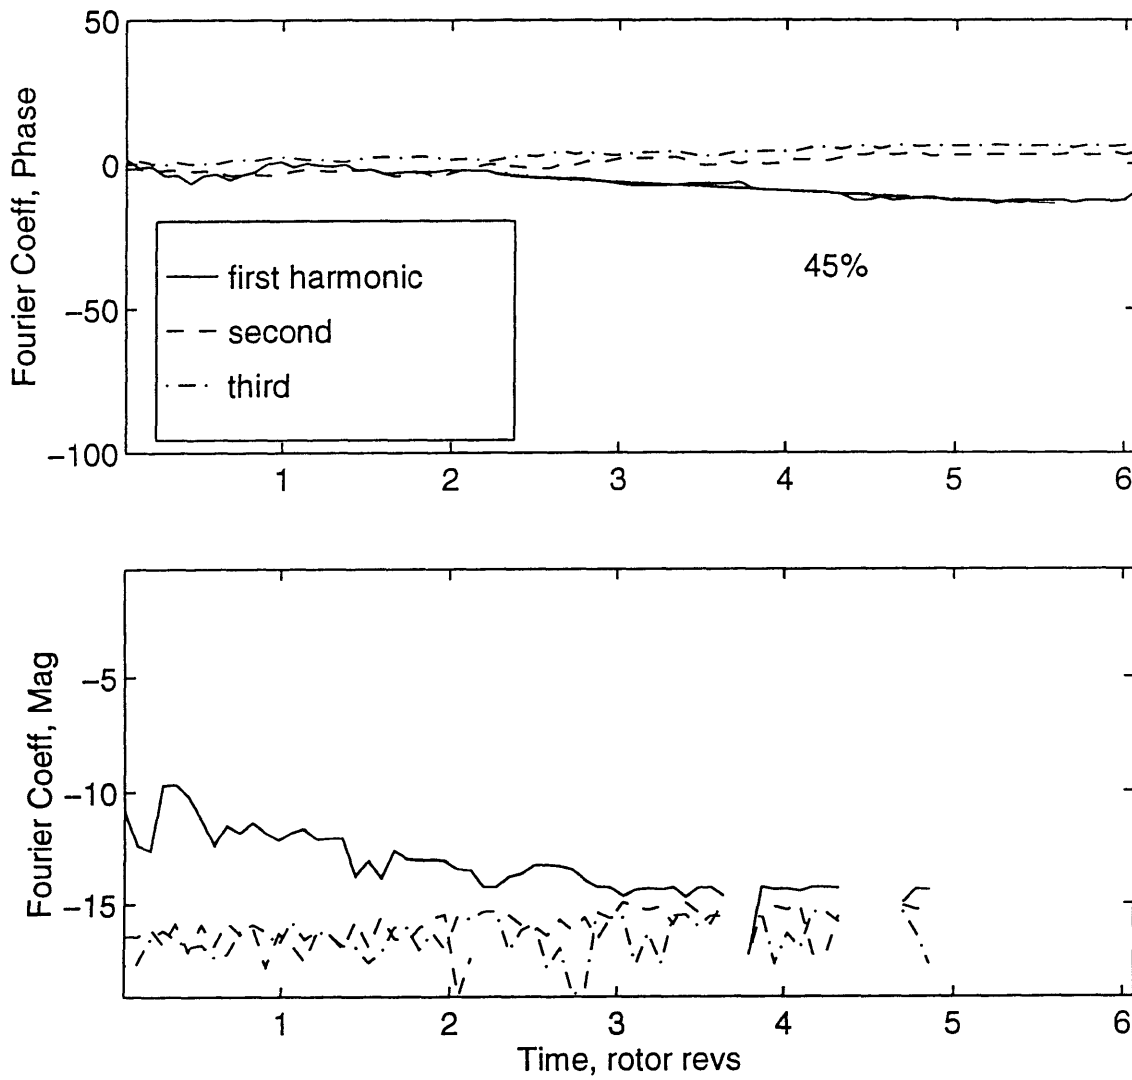 50
0
−50
−100
Fourier Coeff, Phase
first harmonic
second
third
45%
1 2 3 4 5 6
−5
−10
−15
Fourier Coeff, Mag
1 2 3 4 5 6
Time, rotor revs